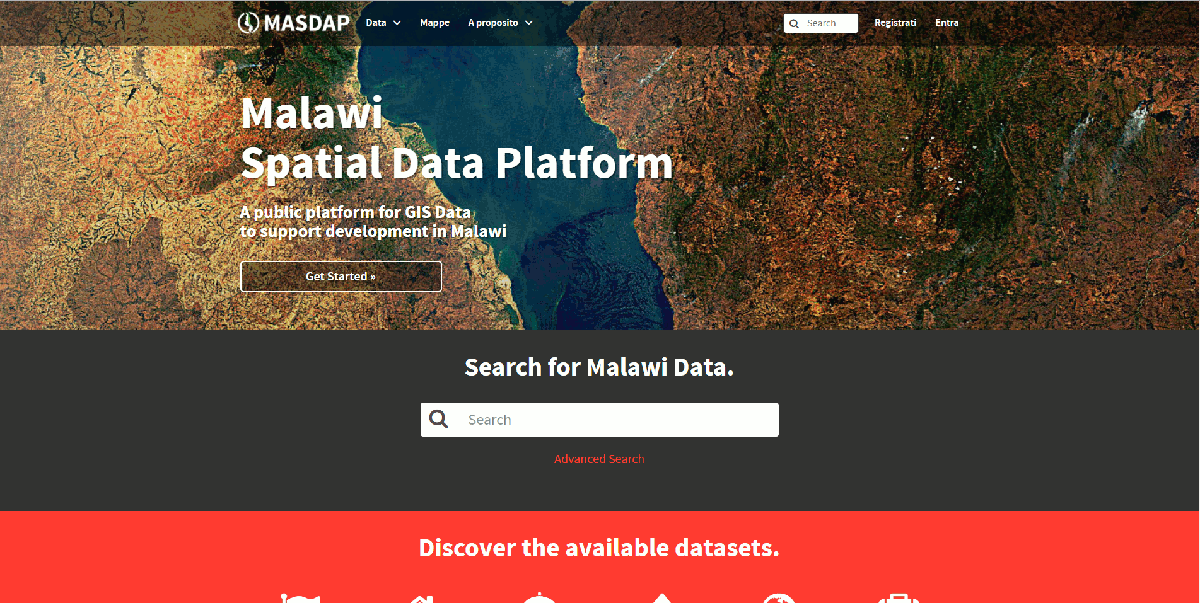 MASDAP
Data
Mappe
A proposito
Search
Registrati
Entra
Malawi
Spatial Data Platform
A public platform for GIS Data
to support development in Malawi
Get Started »
Search for Malawi Data.
Search
Advanced Search
Discover the available datasets.